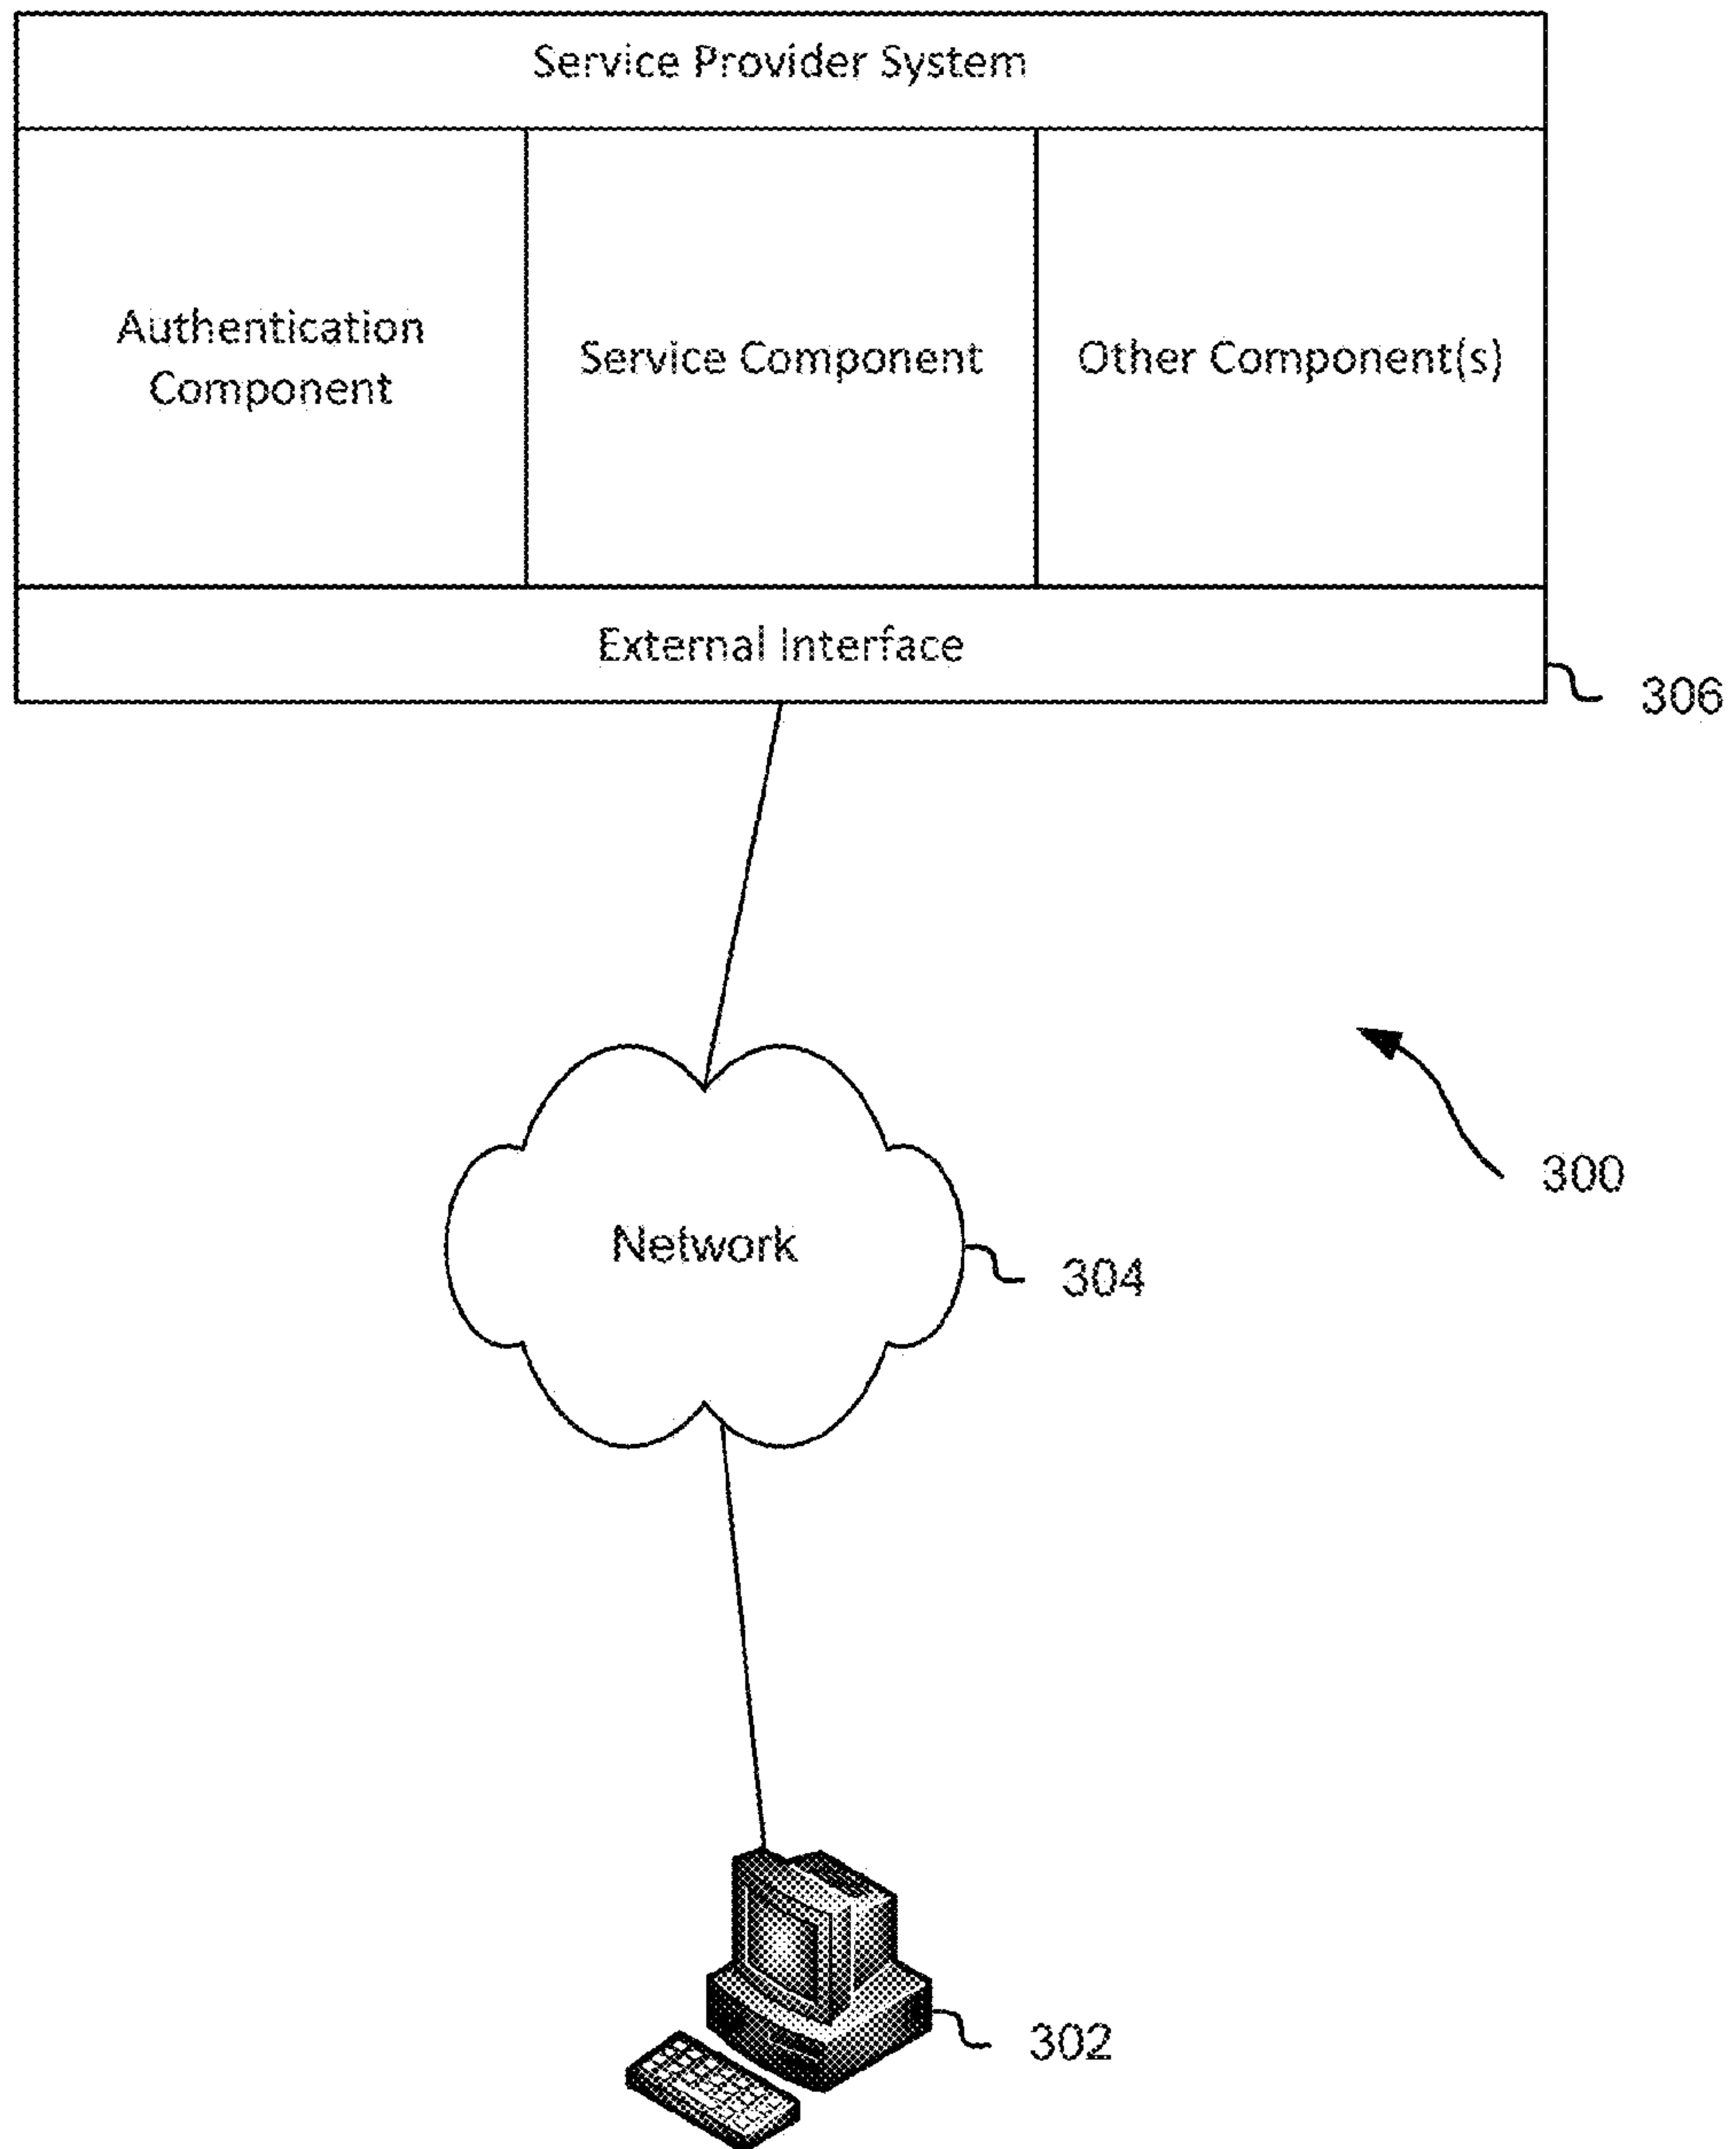 Service Provider System
Authentication
Component
Service Component
Other Component(s)
External Interface
306
300
Network
304
302